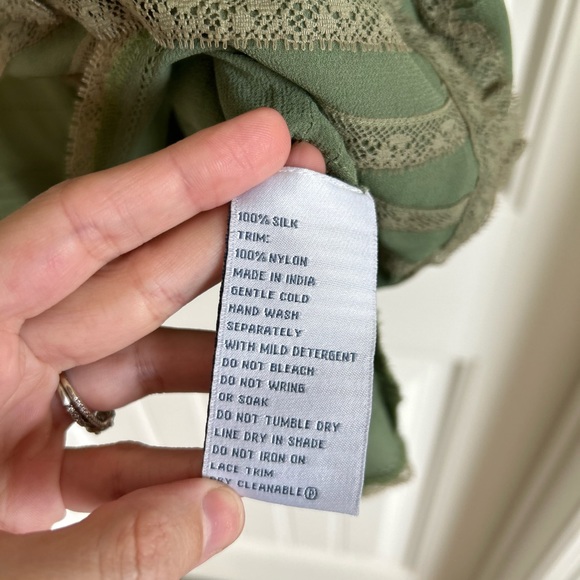 100% SILK
TRIM:
100% NYLON
MADE IN INDIA
GENTLE COLD
HAND WASH
SEPARATELY
WITH MILD DETERGENT
DO NOT BLEACH
DO NOT WRING
OR SOAK
DO NOT TUMBLE DRY
LINE DRY IN SHADE
DO NOT IRON ON
LACE TRIM
DRY CLEANABLE Ⓟ